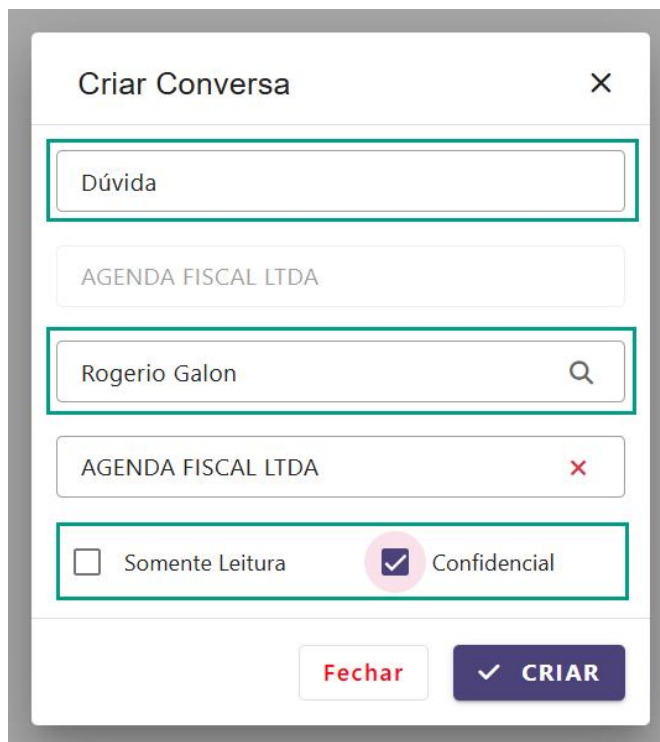 Criar Conversa
Dúvida
AGENDA FISCAL LTDA
Rogerio Galon
AGENDA FISCAL LTDA
Somente Leitura Confidencial
Fechar CRIAR